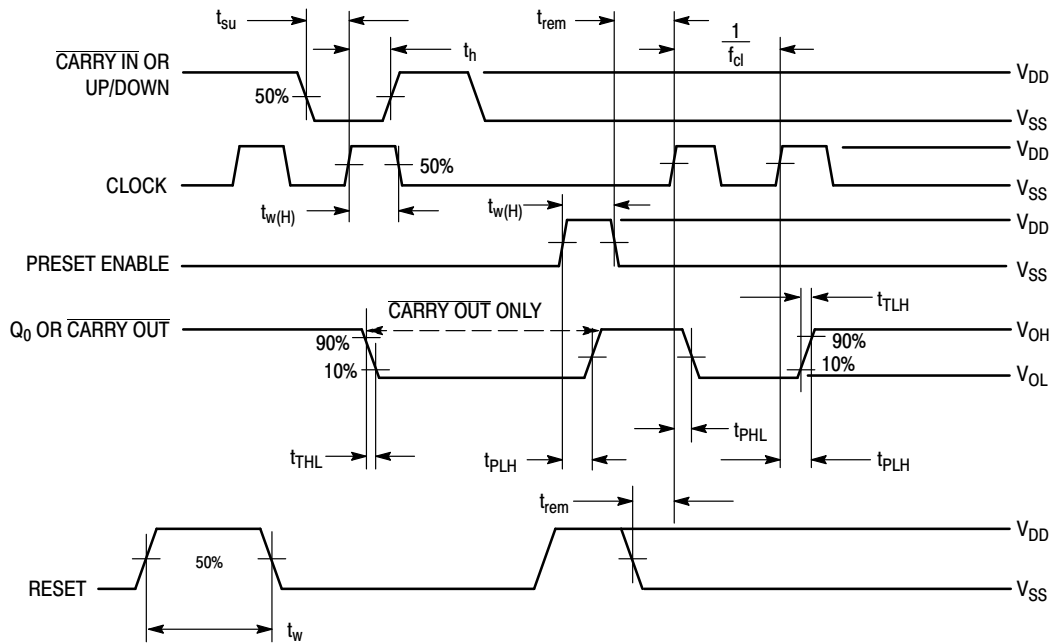 t_su
t_rem
1
f_cl
t_h
CARRY IN OR
UP/DOWN
V_DD
50%
V_SS
V_DD
CLOCK
50%
V_SS
t_w(H)
t_w(H)
V_DD
PRESET ENABLE
V_SS
t_TLH
CARRY OUT ONLY
Q_0 OR CARRY OUT
V_OH
90%
90%
10%
10%
V_OL
t_PHL
t_THL
t_PLH
t_PLH
t_rem
V_DD
50%
RESET
V_SS
t_w